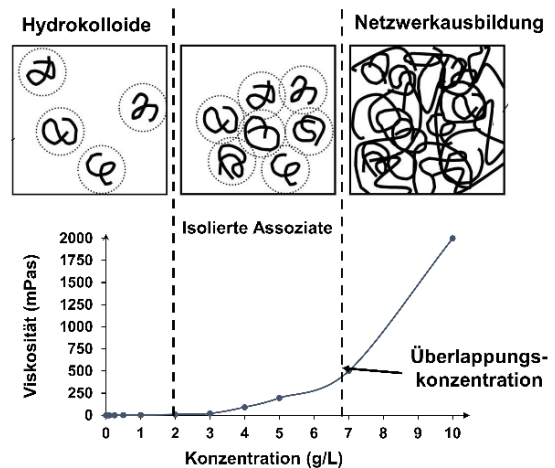 Hydrokolloide
Netzwerkausbildung
Isolierte Assoziate
2000
1750
1500
1250
1000
750
500
250
0
Viskosität (mPas)
Überlappungs-
konzentration
0 1 2 3 4 5 6 7 8 9 10
Konzentration (g/L)